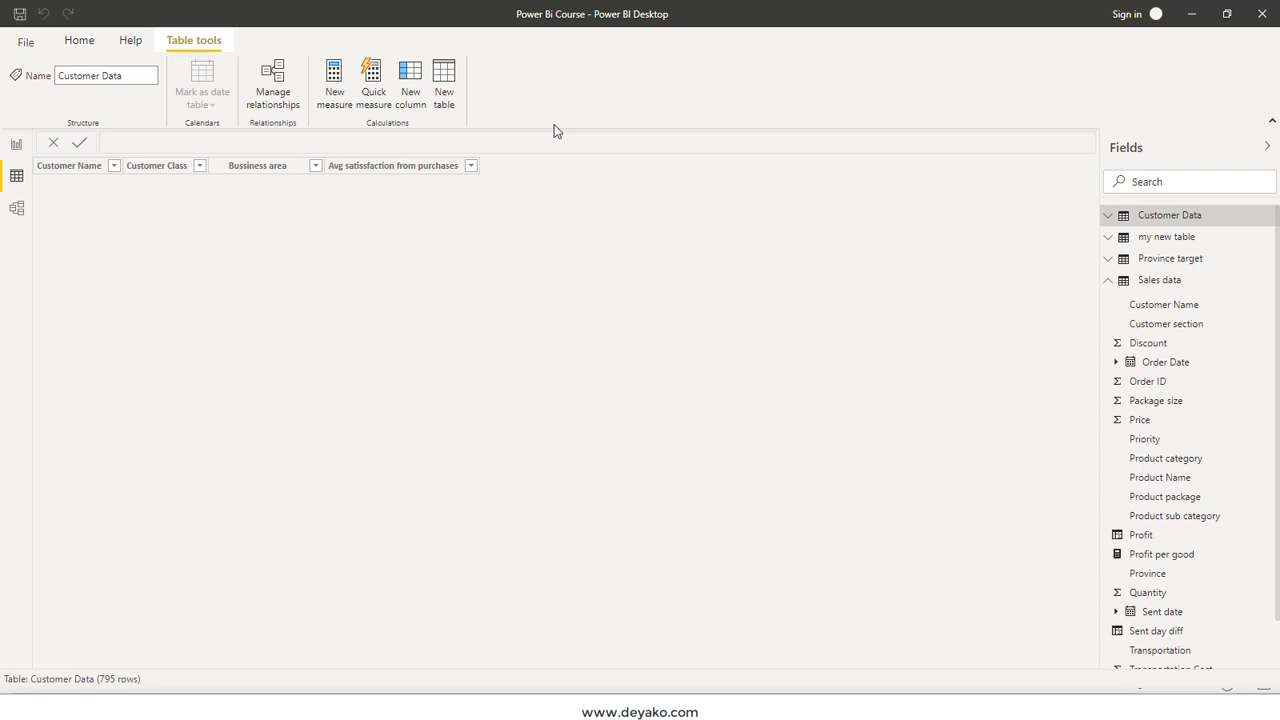 Power Bi Course - Power BI Desktop
Sign in
File
Home
Help
Table tools
Name
Customer Data
Mark as date
table
Manage
relationships
New
measure
Quick
measure
New
column
New
table
Structure
Calendars
Relationships
Calculations
Customer Name
Customer Class
Bussiness area
Avg satissfaction from purchases
Fields
Search
Customer Data
my new table
Province target
Sales data
Customer Name
Customer section
Σ Discount
Order Date
Σ Order ID
Σ Package size
Σ Price
Priority
Product category
Product Name
Product package
Product sub category
Profit
Profit per good
Province
Σ Quantity
Sent date
Sent day diff
Transportation
Σ Transportation Cost
Table: Customer Data (795 rows)
www.deyako.com